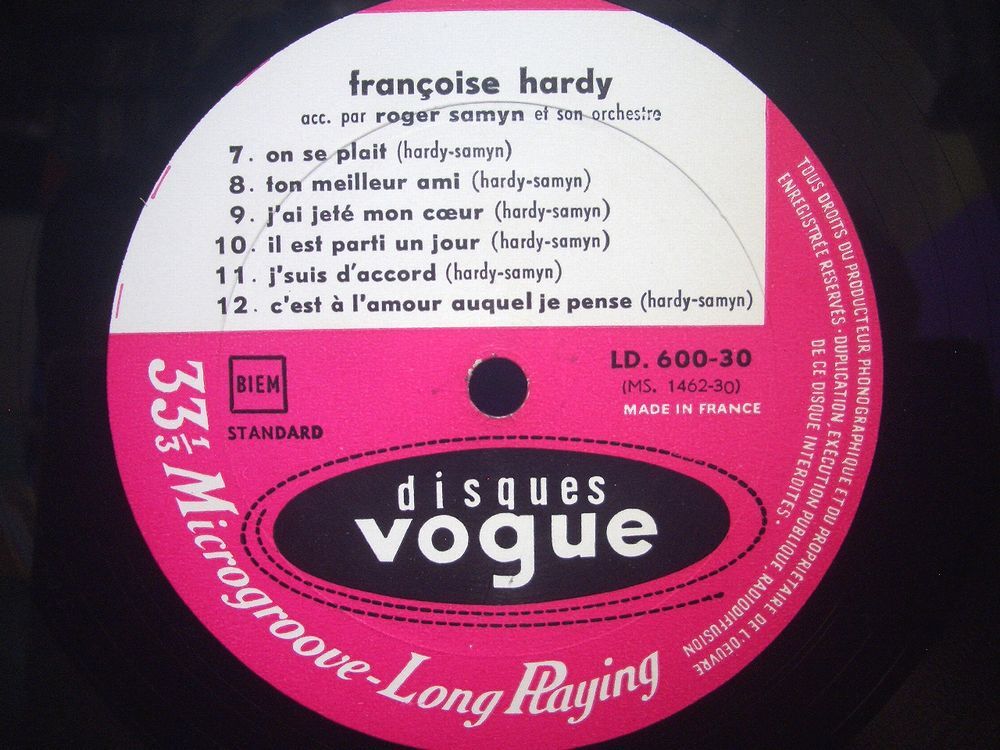 françoise hardy
acc. par roger samyn et son orchestre
7. on se plait (hardy-samyn)
8. ton meilleur ami (hardy-samyn)
9. j'ai jeté mon cœur (hardy-samyn)
10. il est parti un jour (hardy-samyn)
11. j'suis d'accord (hardy-samyn)
12. c'est à l'amour auquel je pense (hardy-samyn)
BIEM
STANDARD
LD. 600-30
(MS. 1462-30)
MADE IN FRANCE
disques
vogue
33 1/3 Microgroove-Long Playing
TOUS DROITS DU PRODUCTEUR PHONOGRAPHIQUE ET DU PROPRIETAIRE DE L'OEUVRE
ENREGISTRÉE RESERVÉS · DUPLICATION, EXÉCUTION PUBLIQUE, RADIODIFFUSION
DE CE DISQUE INTERDITES.